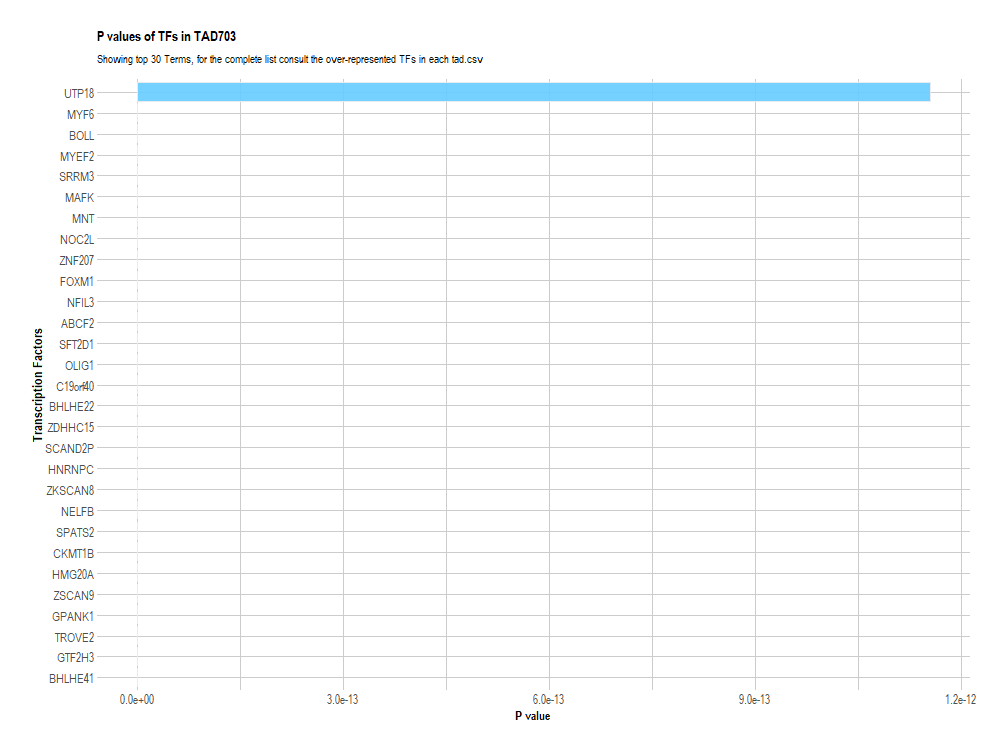 P values of TFs in TAD703
Showing top 30 Terms, for the complete list consult the over-represented TFs in each tad.csv
Transcription Factors
UTP18
MYF6
BOLL
MYEF2
SRRM3
MAFK
MNT
NOC2L
ZNF207
FOXM1
NFIL3
ABCF2
SFT2D1
OLIG1
C19orf40
BHLHE22
ZDHHC15
SCAND2P
HNRNPC
ZKSCAN8
NELFB
SPATS2
CKMT1B
HMG20A
ZSCAN9
GPANK1
TROVE2
GTF2H3
BHLHE41
0.0e+00 3.0e-13 6.0e-13 9.0e-13 1.2e-12
P value